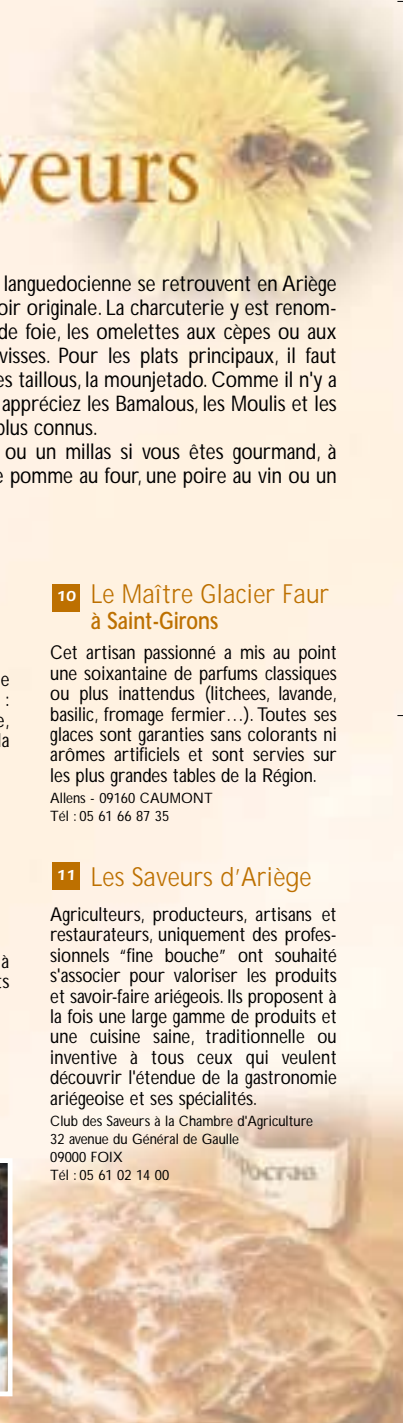 veurs
languedocienne se retrouvent en Ariège
oir originale. La charcuterie y est renom-
de foie, les omelettes aux cèpes ou aux
visses. Pour les plats principaux, il faut
es taillous, la mounjetado. Comme il n'y a
appréciez les Bamalous, les Moulis et les
plus connus.
ou un millas si vous êtes gourmand, à
e pomme au four, une poire au vin ou un
e
:
e,
la
à
ts
10 Le Maître Glacier Faur
à Saint-Girons
Cet artisan passionné a mis au point
une soixantaine de parfums classiques
ou plus inattendus (litchees, lavande,
basilic, fromage fermier…). Toutes ses
glaces sont garanties sans colorants ni
arômes artificiels et sont servies sur
les plus grandes tables de la Région.
Allens - 09160 CAUMONT
Tél : 05 61 66 87 35
11 Les Saveurs d'Ariège
Agriculteurs, producteurs, artisans et
restaurateurs, uniquement des profes-
sionnels "fine bouche" ont souhaité
s'associer pour valoriser les produits
et savoir-faire ariégeois. Ils proposent à
la fois une large gamme de produits et
une cuisine saine, traditionnelle ou
inventive à tous ceux qui veulent
découvrir l'étendue de la gastronomie
ariégeoise et ses spécialités.
Club des Saveurs à la Chambre d'Agriculture
32 avenue du Général de Gaulle
09000 FOIX
Tél : 05 61 02 14 00